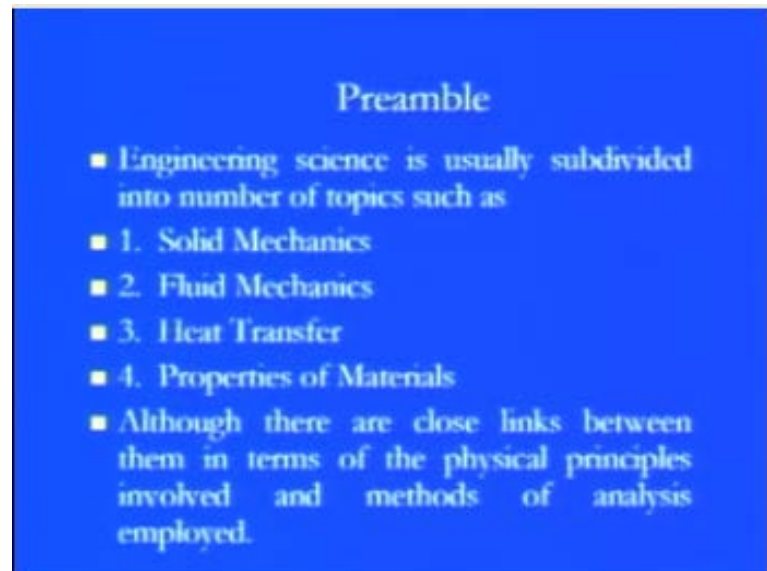 Preamble
Engineering science is usually subdivided
into number of topics such as
1. Solid Mechanics
2. Fluid Mechanics
3. Heat Transfer
4. Properties of Materials
Although there are close links between
them in terms of the physical principles
involved and methods of analysis
employed.